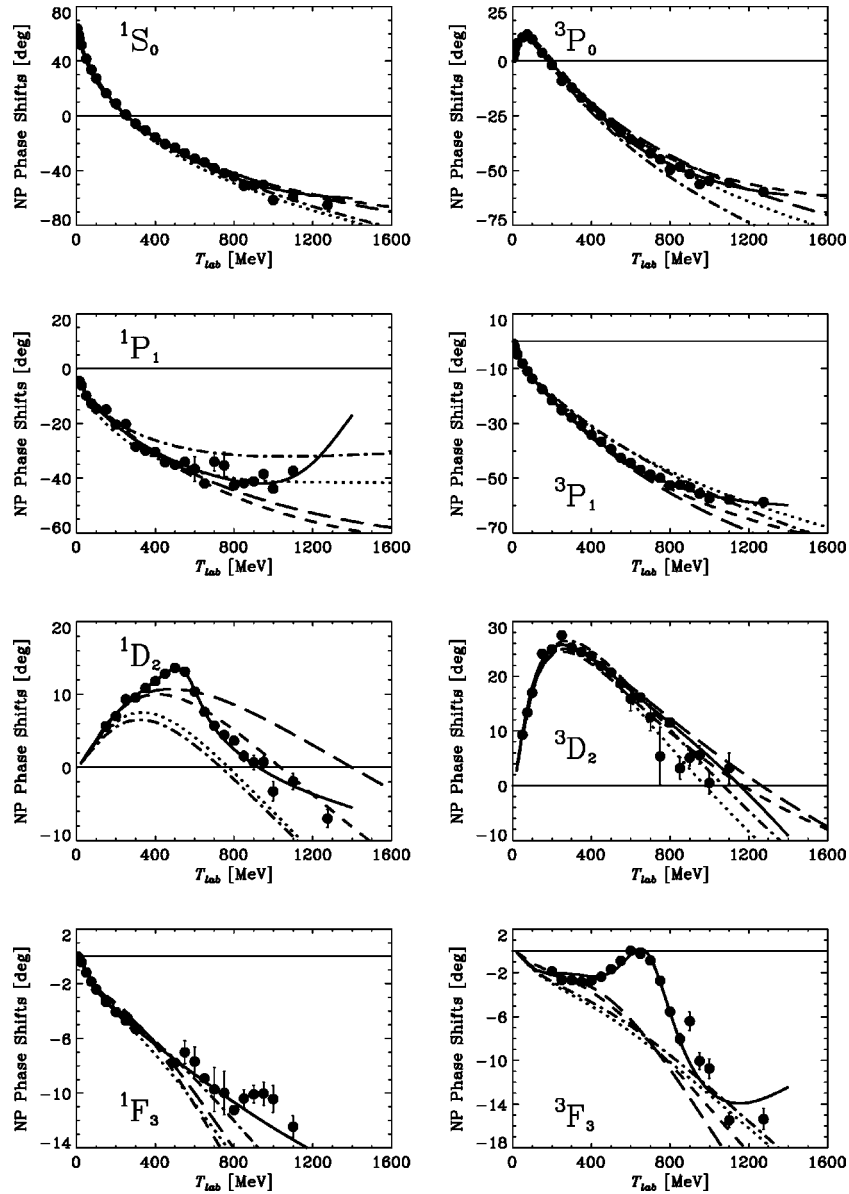 80
40
0
-40
-80
NP Phase Shifts [deg]
¹S₀
0 400 800 1200 1600
T_lab [MeV]
25
0
-25
-50
-75
NP Phase Shifts [deg]
³P₀
0 400 800 1200 1600
T_lab [MeV]
20
0
-20
-40
-60
NP Phase Shifts [deg]
¹P₁
0 400 800 1200 1600
T_lab [MeV]
10
-10
-30
-50
-70
NP Phase Shifts [deg]
³P₁
0 400 800 1200 1600
T_lab [MeV]
20
10
0
-10
NP Phase Shifts [deg]
¹D₂
0 400 800 1200 1600
T_lab [MeV]
30
20
10
0
-10
NP Phase Shifts [deg]
³D₂
0 400 800 1200 1600
T_lab [MeV]
2
-2
-6
-10
-14
NP Phase Shifts [deg]
¹F₃
0 400 800 1200 1600
T_lab [MeV]
2
-2
-6
-10
-14
-18
NP Phase Shifts [deg]
³F₃
0 400 800 1200 1600
T_lab [MeV]